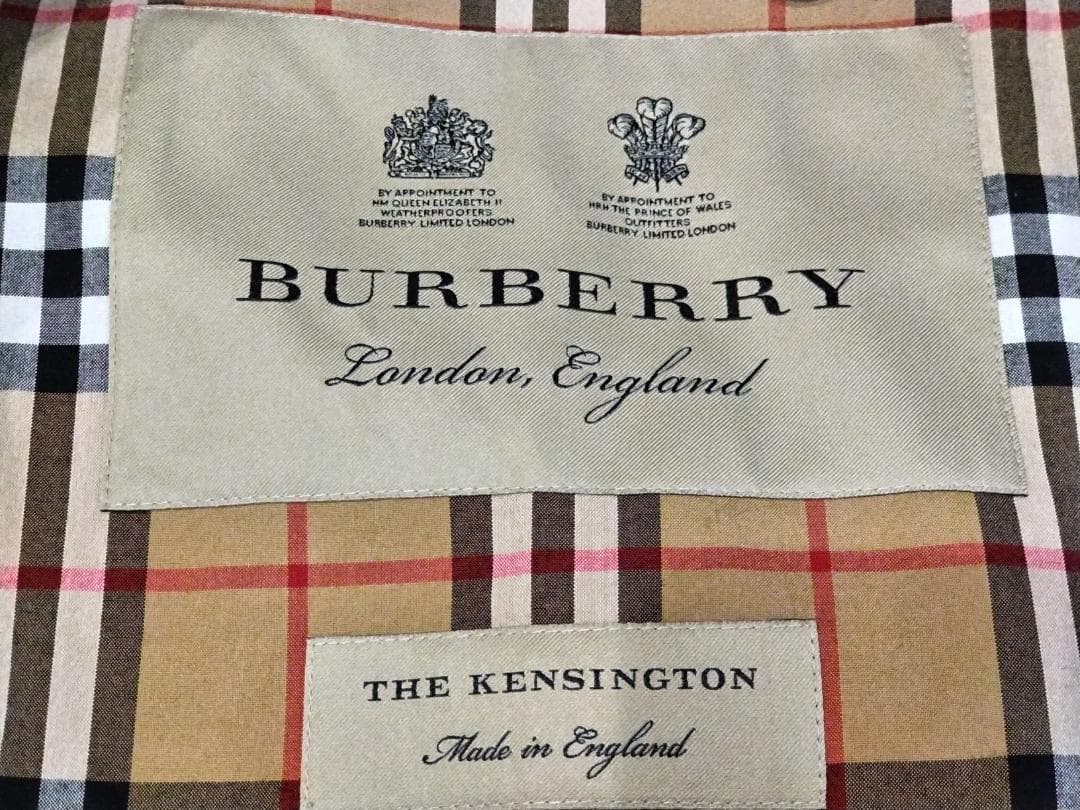 BY APPOINTMENT TO
HM QUEEN ELIZABETH II
WEATHERPROOFERS
BURBERRY LIMITED LONDON
BY APPOINTMENT TO
HRH THE PRINCE OF WALES
OUTFITTERS
BURBERRY LIMITED LONDON
BURBERRY
London, England
THE KENSINGTON
Made in England